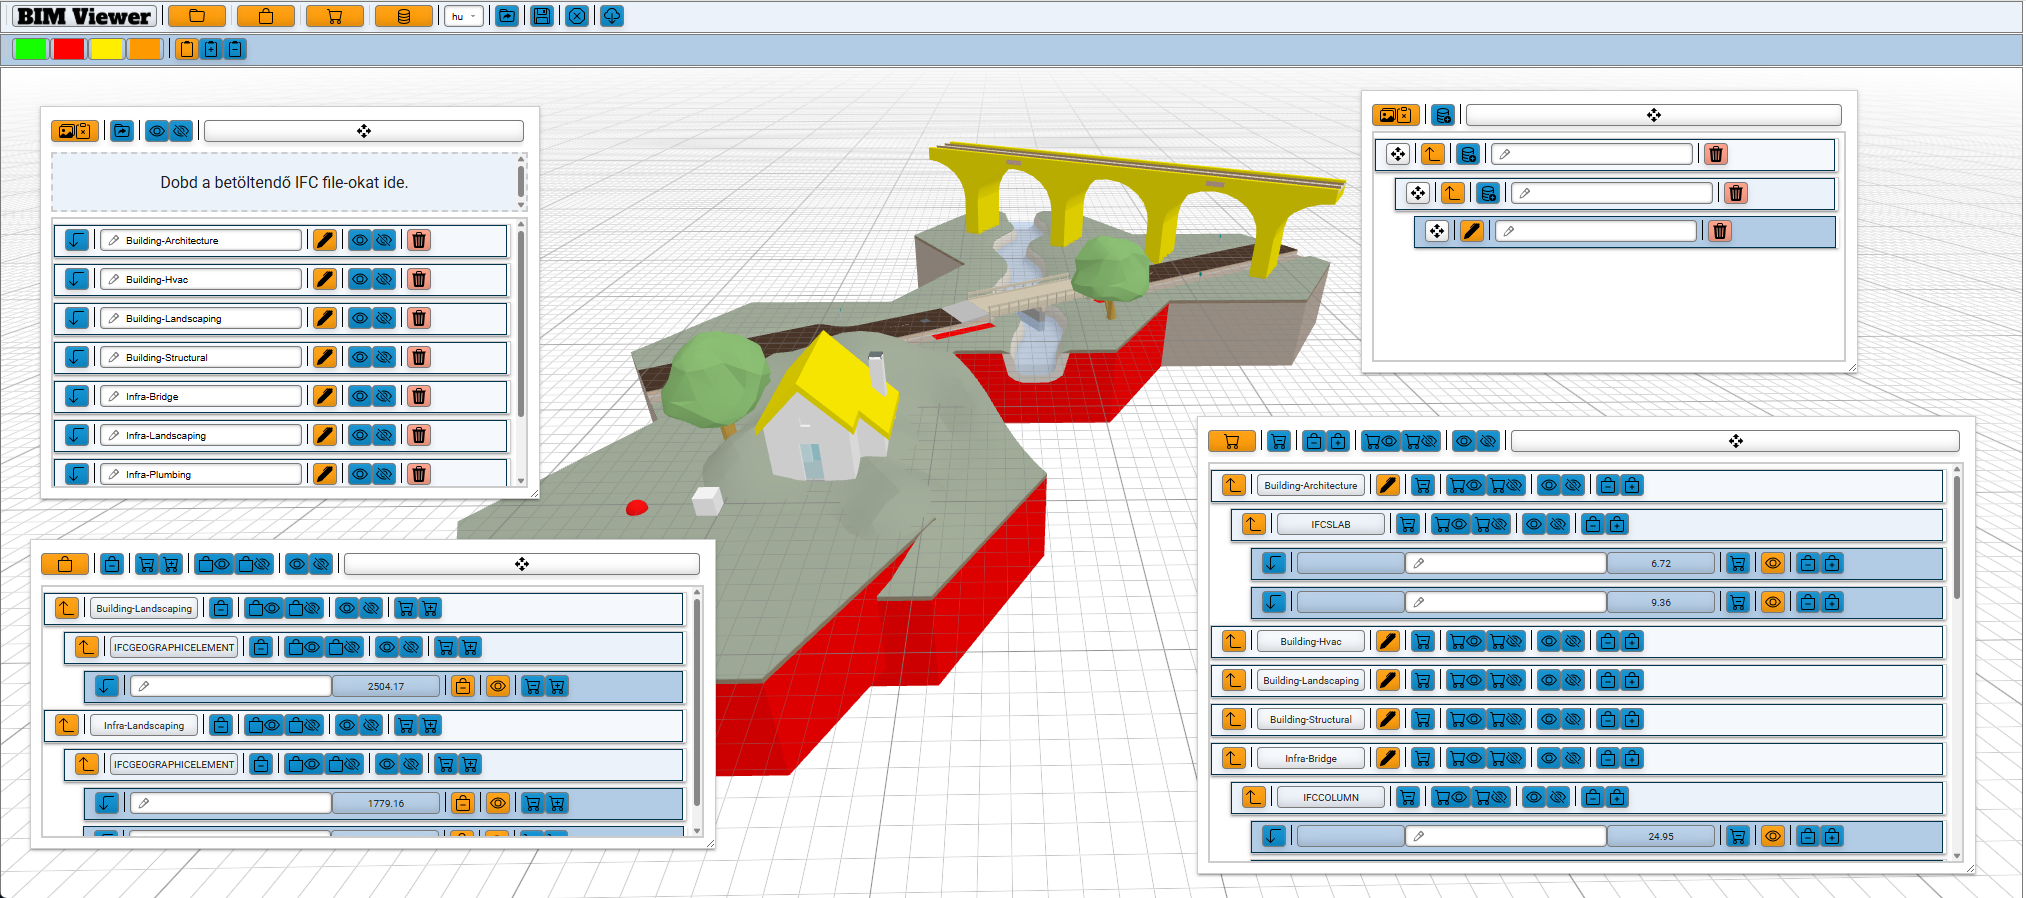 BIM Viewer
hu
Dobd a betöltendő IFC file-okat ide.
Building-Architecture
Building-Hvac
Building-Landscaping
Building-Structural
Infra-Bridge
Infra-Landscaping
Infra-Plumbing
Building-Landscaping
IFCGEOGRAPHICELEMENT
2504.17
Infra-Landscaping
IFCGEOGRAPHICELEMENT
1779.16
Building-Architecture
IFCSLAB
6.72
9.36
Building-Hvac
Building-Landscaping
Building-Structural
Infra-Bridge
IFCCOLUMN
24.95